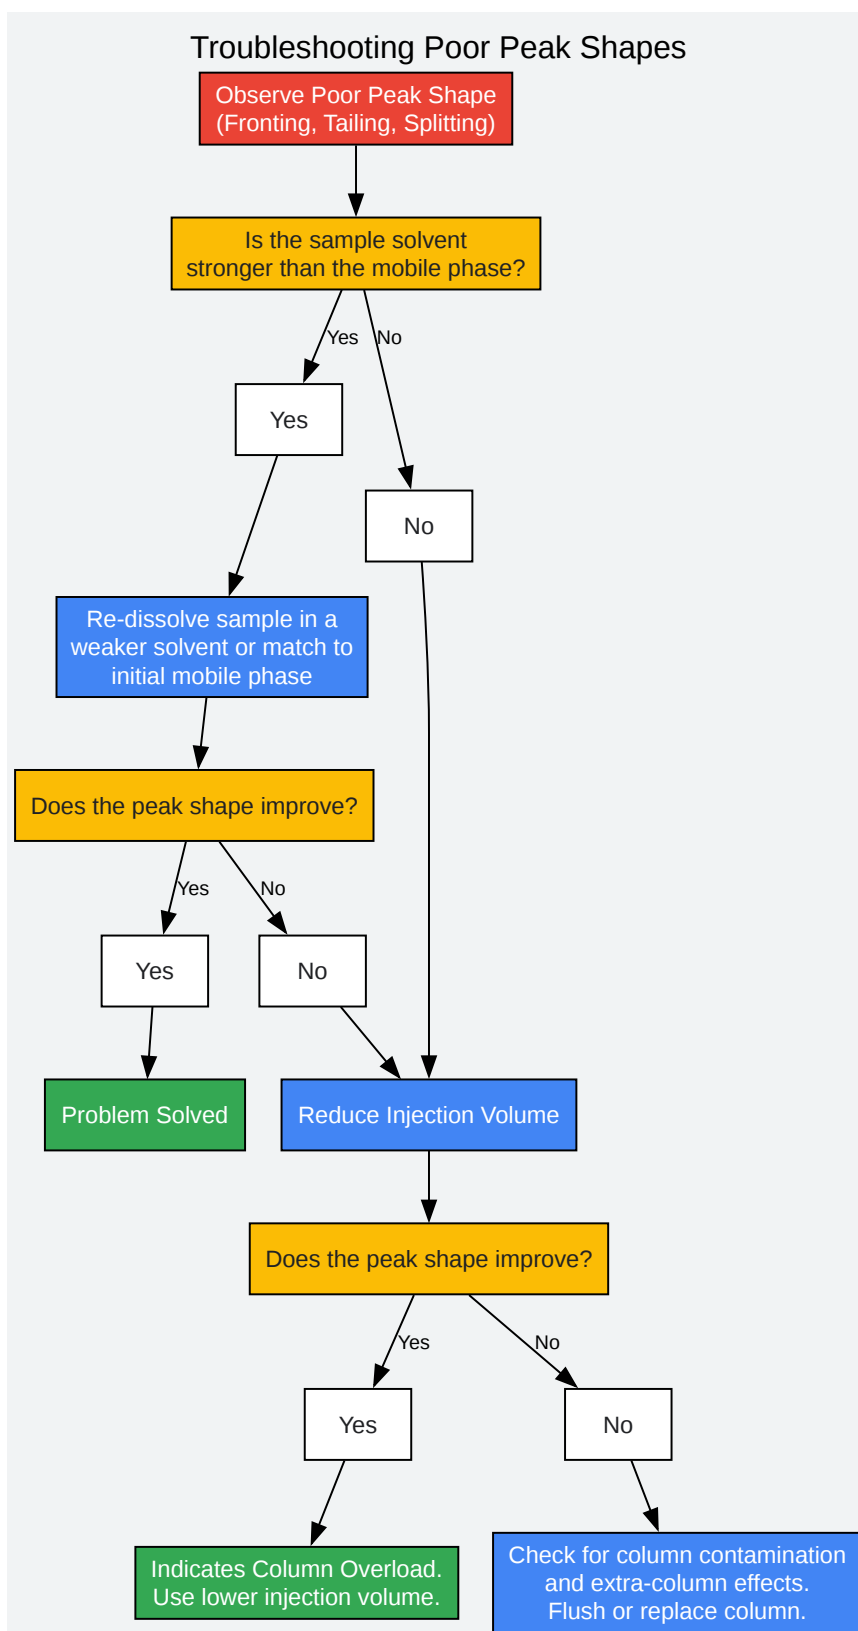 Troubleshooting Poor Peak Shapes
Observe Poor Peak Shape
(Fronting, Tailing, Splitting)
Is the sample solvent
stronger than the mobile phase?
Yes
No
Yes
No
Re-dissolve sample in a
weaker solvent or match to
initial mobile phase
Does the peak shape improve?
Yes
No
Yes
No
Problem Solved
Reduce Injection Volume
Does the peak shape improve?
Yes
No
Yes
No
Indicates Column Overload.
Use lower injection volume.
Check for column contamination
and extra-column effects.
Flush or replace column.